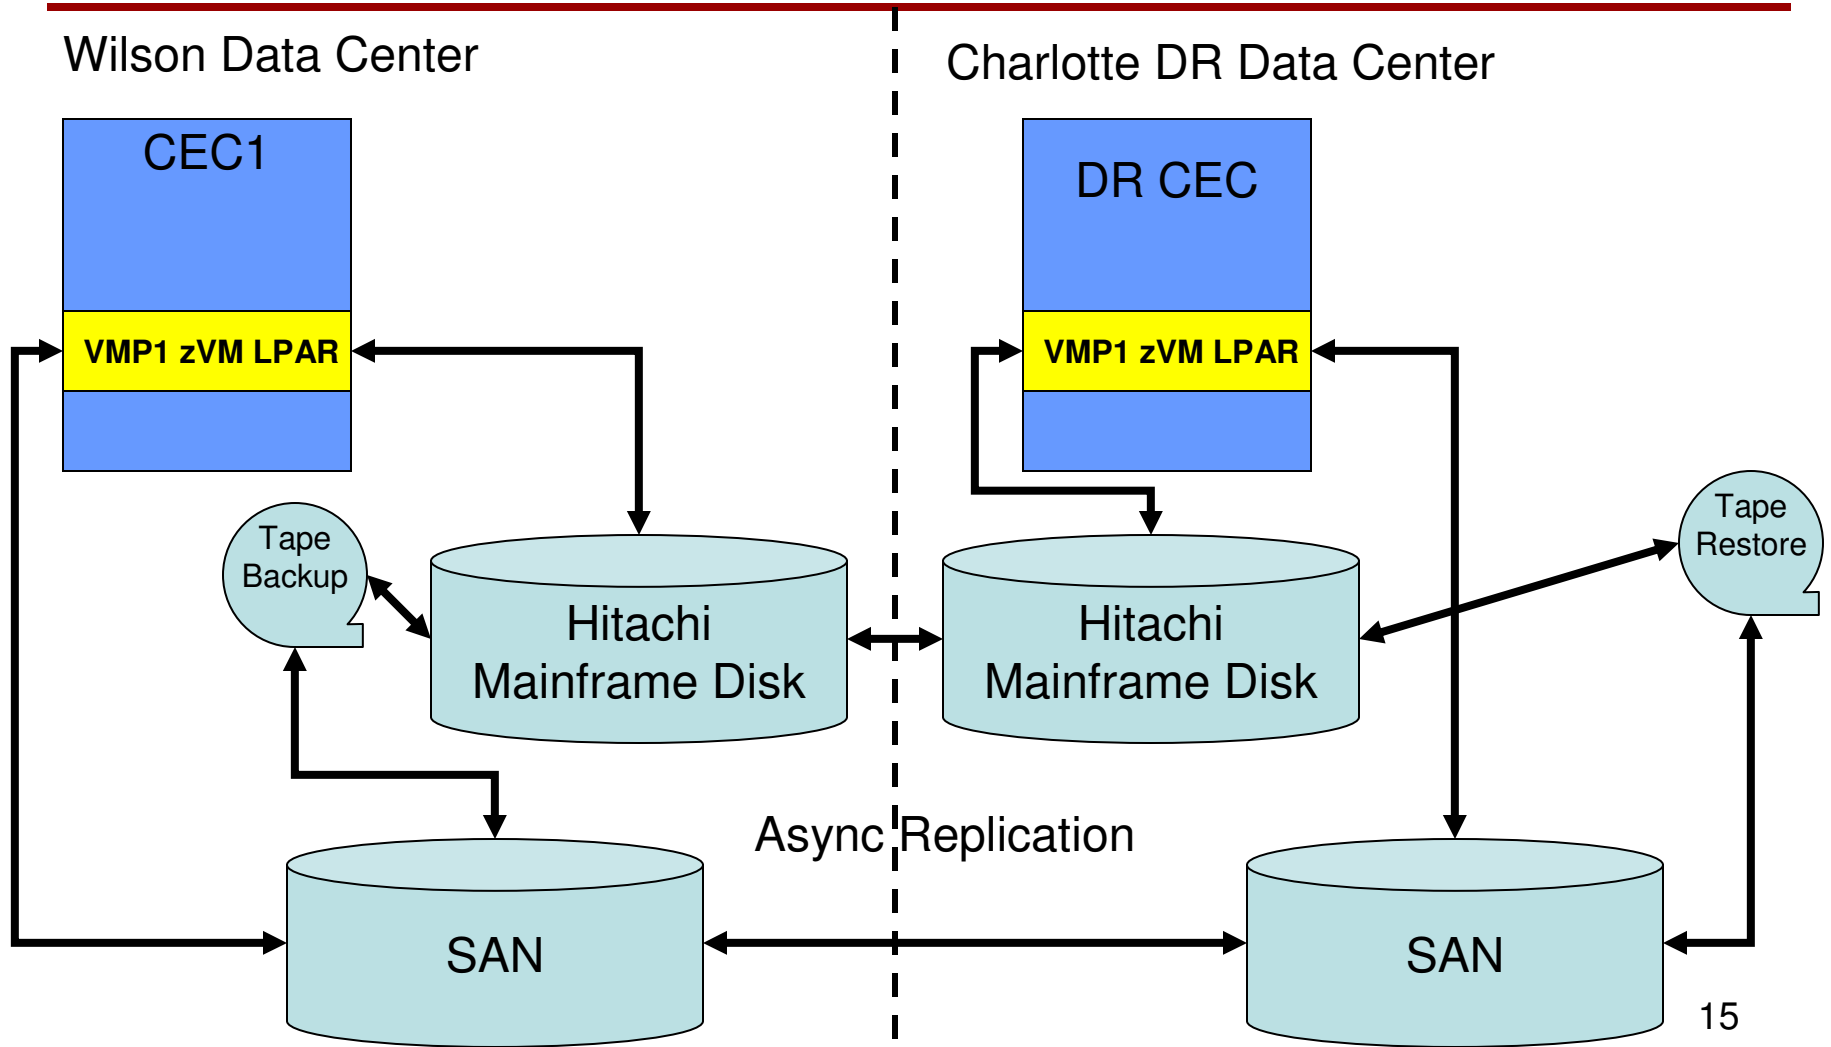 Wilson Data Center
Charlotte DR Data Center
CEC1
DR CEC
VMP1 zVM LPAR
VMP1 zVM LPAR
Tape
Backup
Hitachi
Mainframe Disk
Hitachi
Mainframe Disk
Tape
Restore
Async Replication
SAN
SAN
15